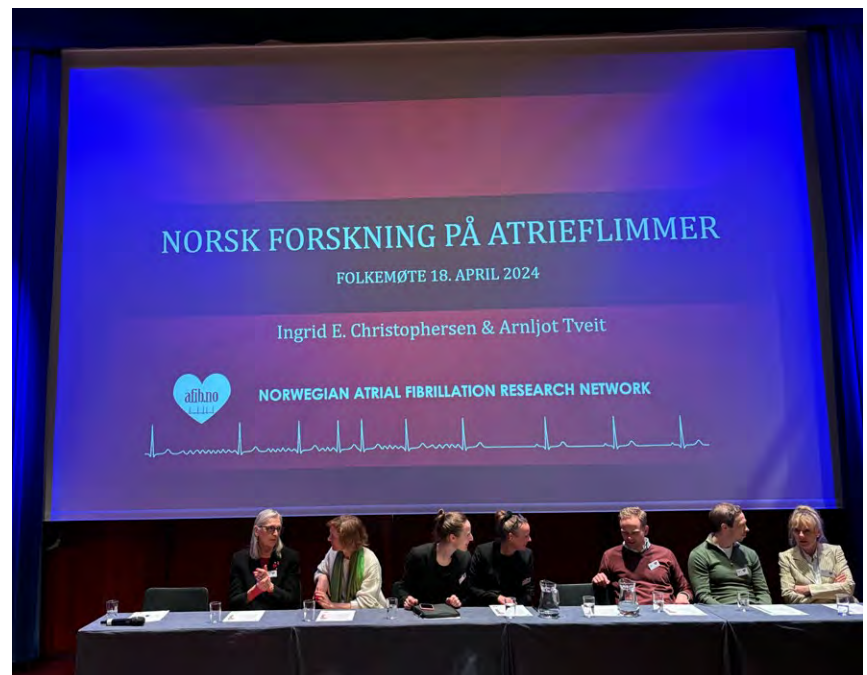 NORSK FORSKNING PÅ ATRIEFLIMMER
FOLKEMØTE 18. APRIL 2024
Ingrid E. Christophersen & Arnljot Tveit
afib.no
NORWEGIAN ATRIAL FIBRILLATION RESEARCH NETWORK